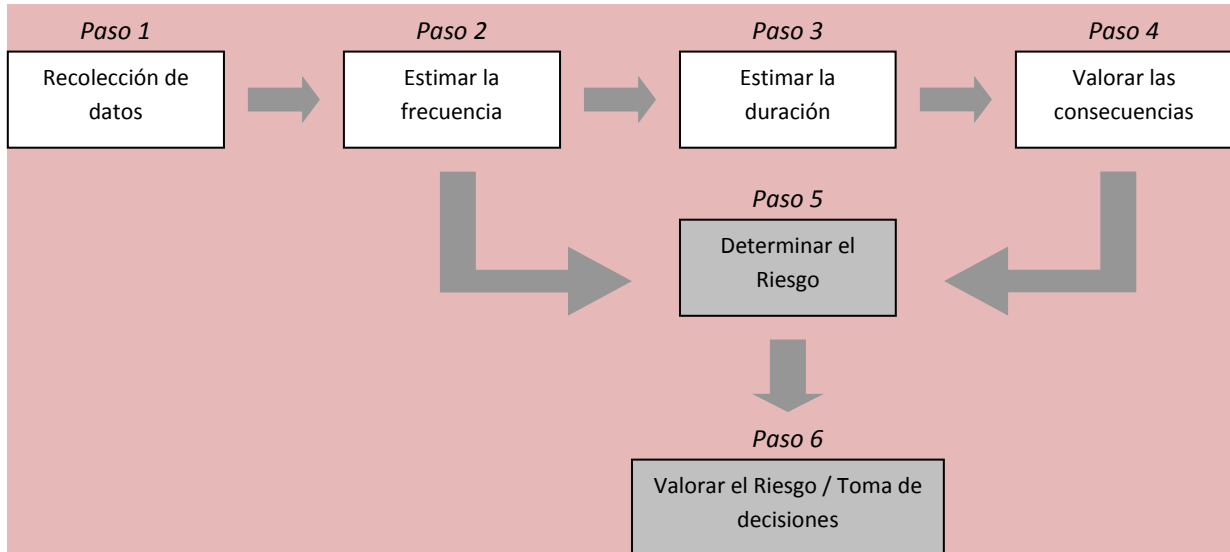 Paso 1
Recolección de
datos
Paso 2
Estimar la
frecuencia
Paso 3
Estimar la
duración
Paso 4
Valorar las
consecuencias
Paso 5
Determinar el
Riesgo
Paso 6
Valorar el Riesgo / Toma de
decisiones